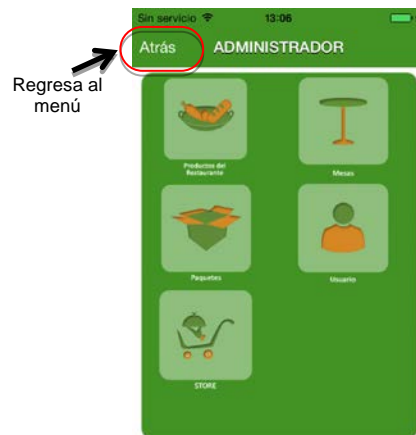 Sin servicio 13:06
Atrás ADMINISTRADOR
Regresa al
menú
Productos del
Restaurante
Mesas
Paquetes
Usuario
STORE